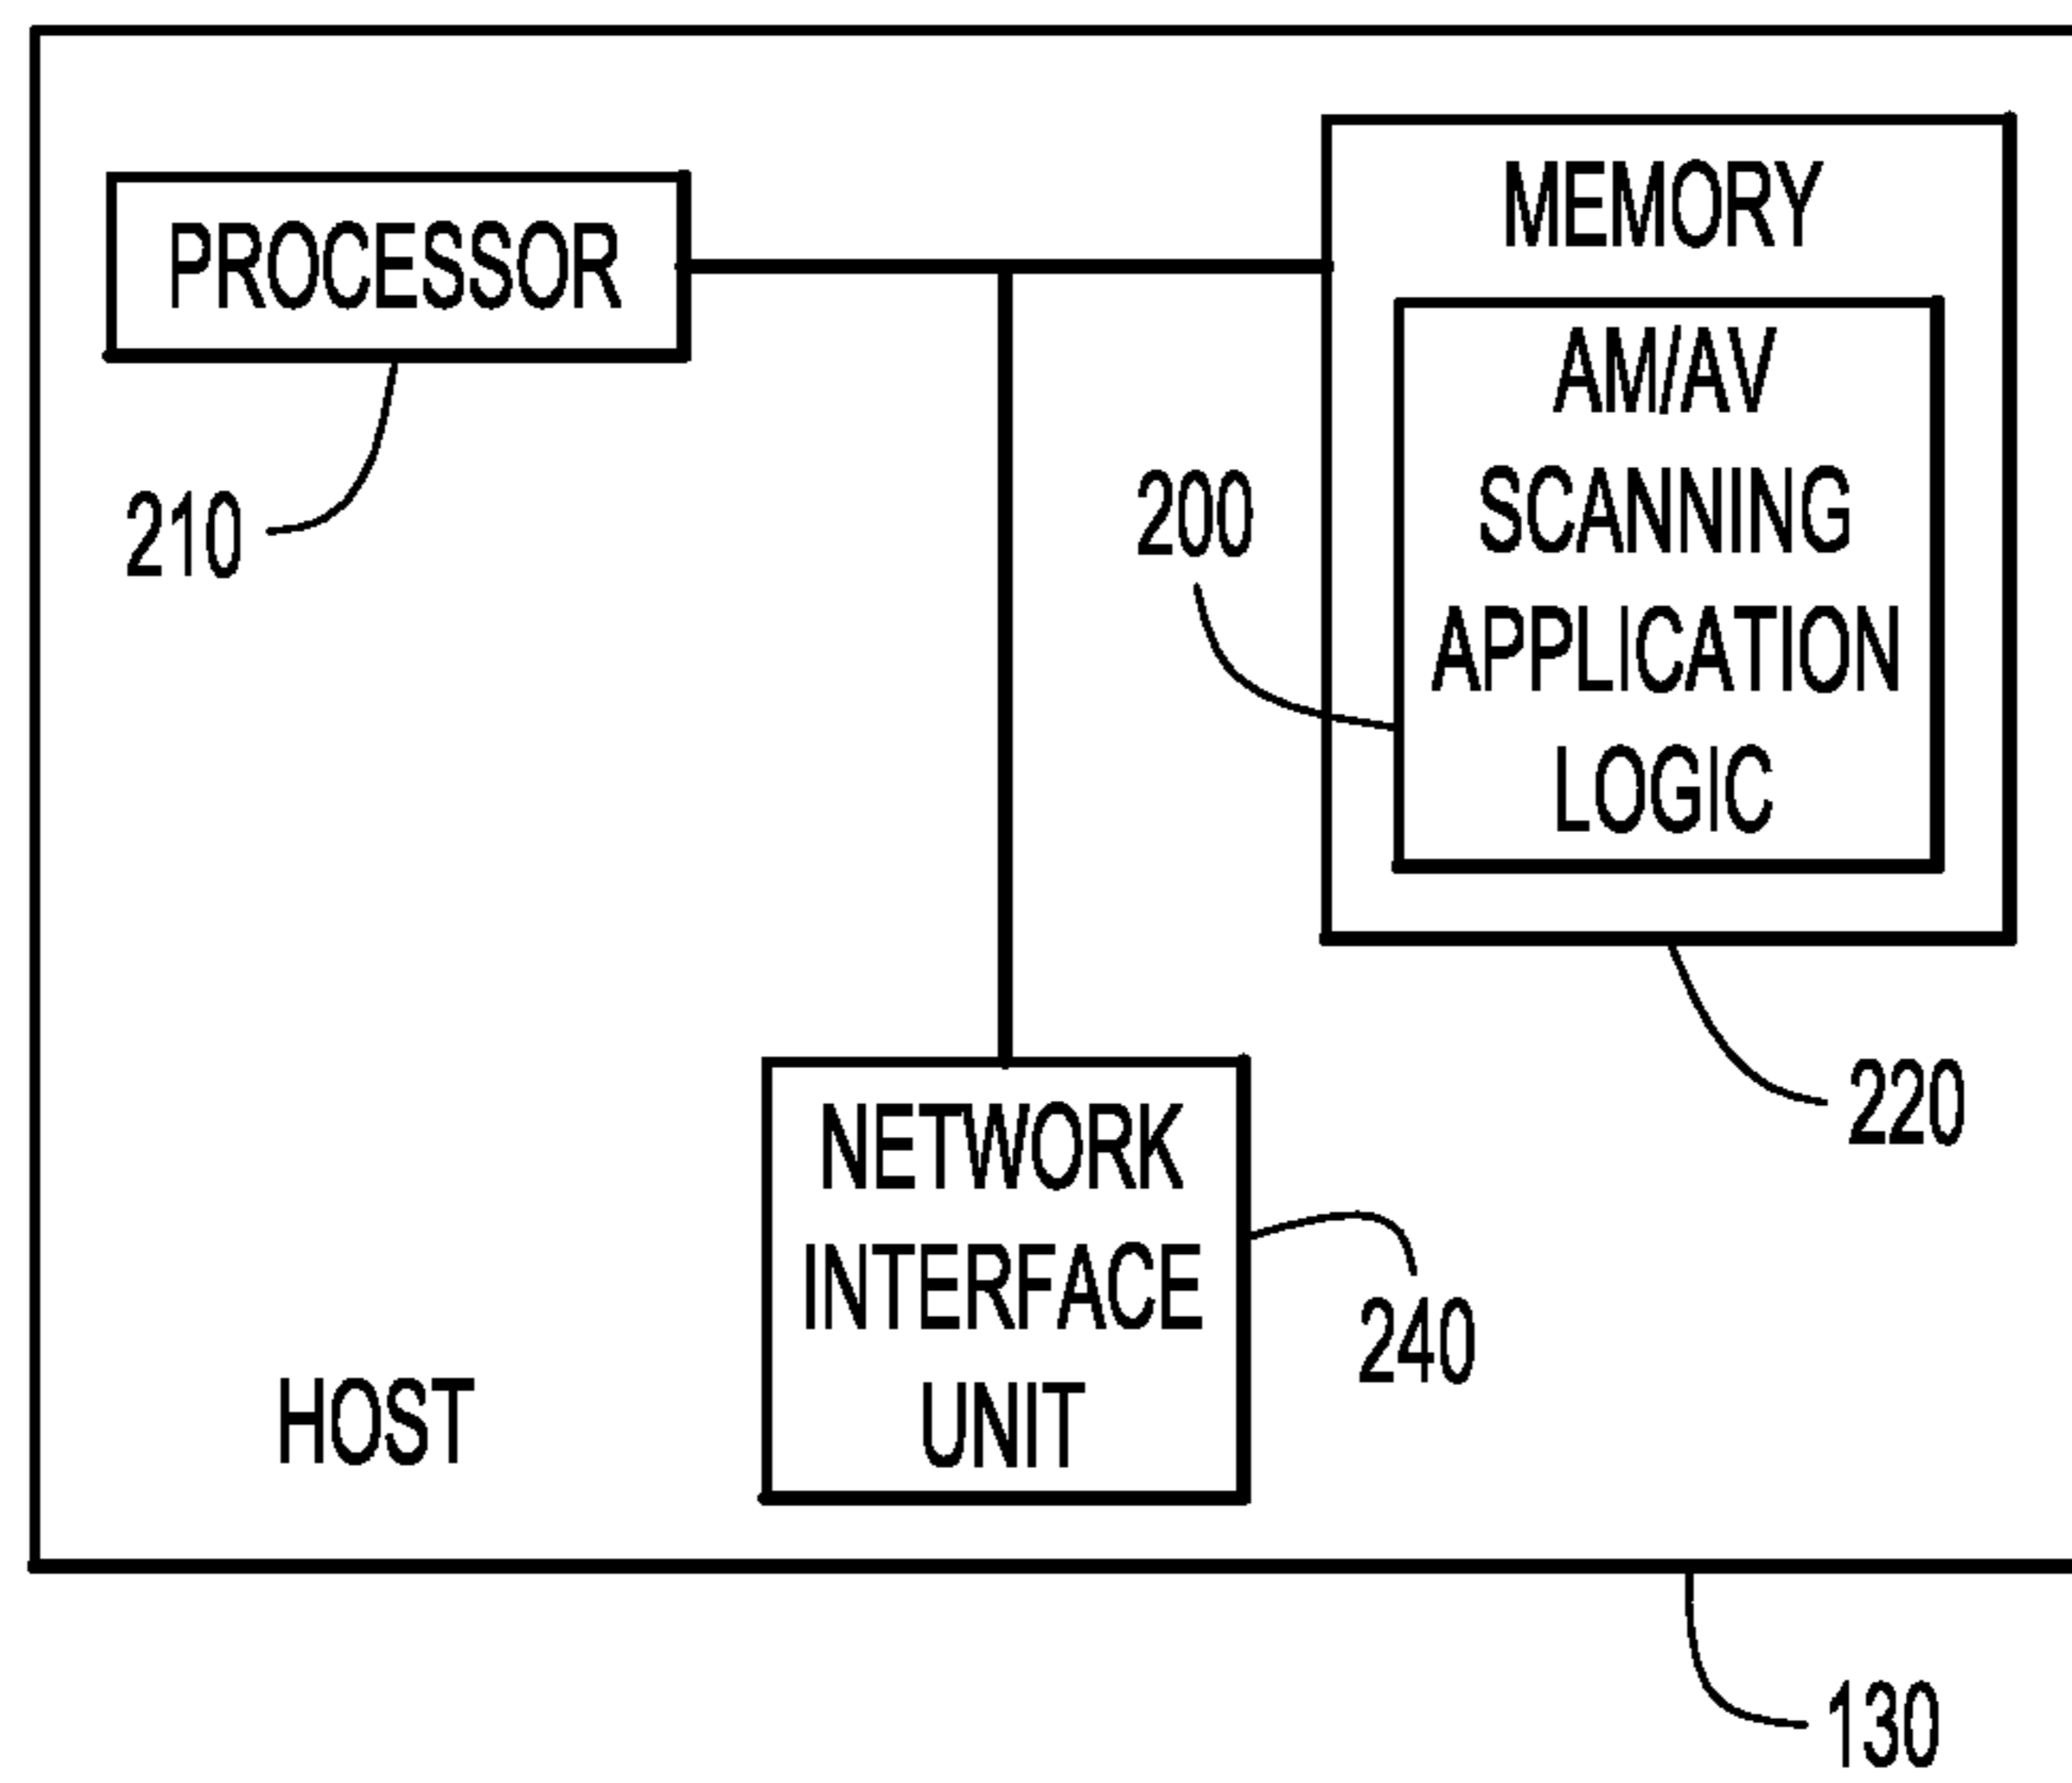 MEMORY
PROCESSOR
AM/AV
SCANNING
APPLICATION
LOGIC
200
210
220
NETWORK
INTERFACE
UNIT
240
HOST
130